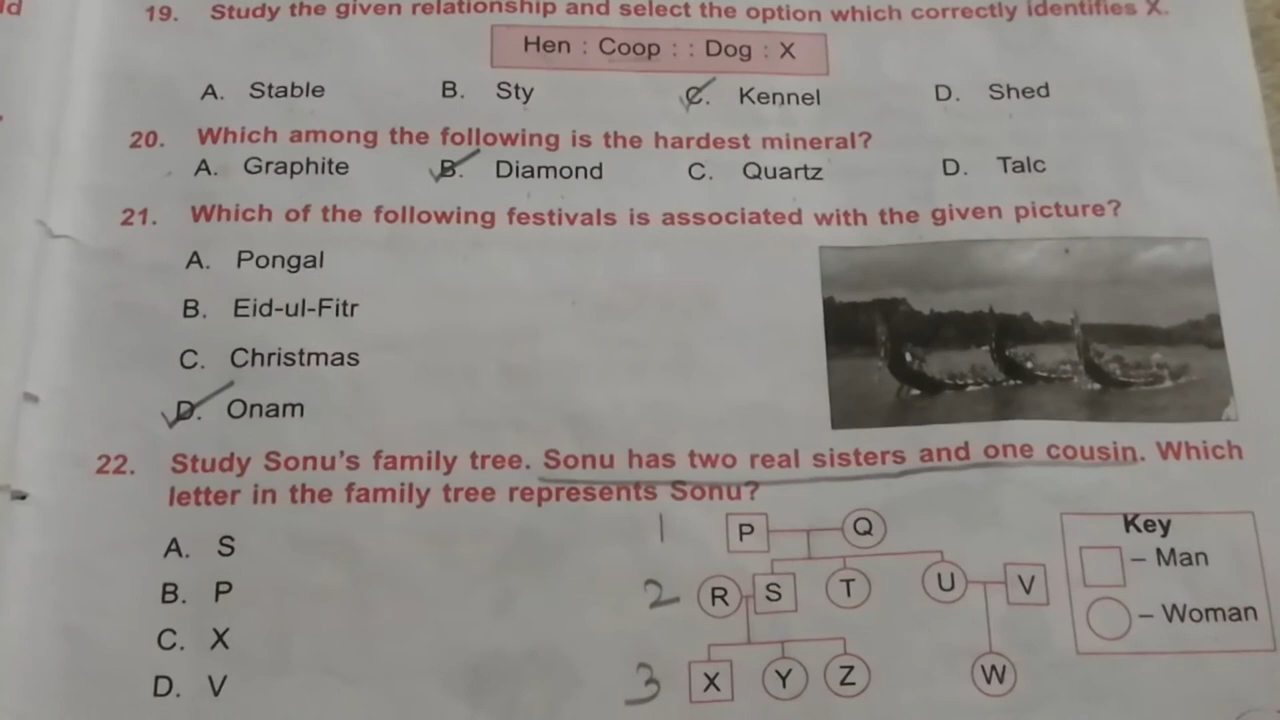 19. Study the given relationship and select the option which correctly identifies X.
Hen : Coop : : Dog : X
A. Stable B. Sty C. Kennel D. Shed
20. Which among the following is the hardest mineral?
A. Graphite B. Diamond C. Quartz D. Talc
21. Which of the following festivals is associated with the given picture?
A. Pongal
B. Eid-ul-Fitr
C. Christmas
D. Onam
22. Study Sonu's family tree. Sonu has two real sisters and one cousin. Which
letter in the family tree represents Sonu?
A. S
B. P
C. X
D. V
1 P Q
2 R S T U V
3 X Y Z W
Key
– Man
– Woman